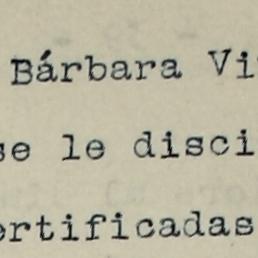 Bárbara Vi
se le disci
ertificadas